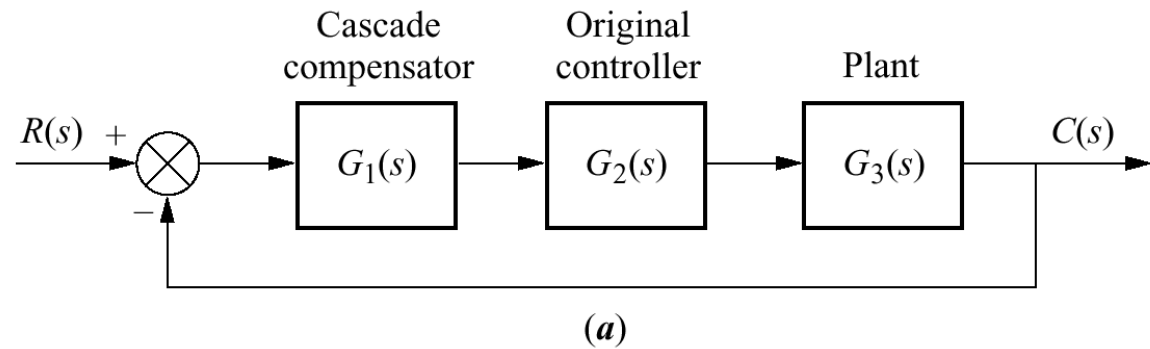 Cascade
compensator
Original
controller
Plant
R(s)
+
−
G₁(s)
G₂(s)
G₃(s)
C(s)
(a)